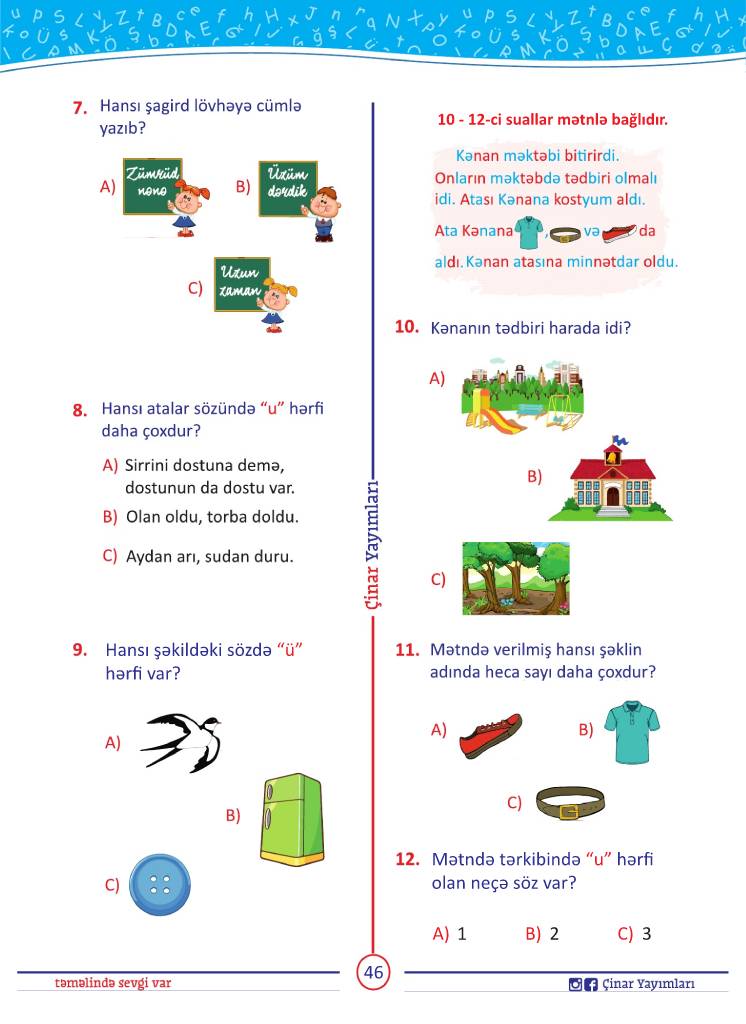 7. Hansı şagird lövhəyə cümlə
yazıb?
A) Zümrüd
nənə
B) Üzüm
dərdik
C) Uzun
zaman
8. Hansı atalar sözündə “u” hərfi
daha çoxdur?
A) Sirrini dostuna demə,
dostunun da dostu var.
B) Olan oldu, torba doldu.
C) Aydan arı, sudan duru.
9. Hansı şəkildəki sözdə “ü”
hərfi var?
A)
B)
C)
Çinar Yayımları
10 - 12-ci suallar mətnlə bağlıdır.
Kənan məktəbi bitirirdi.
Onların məktəbdə tədbiri olmalı
idi. Atası Kənana kostyum aldı.
Ata Kənana , və da
aldı. Kənan atasına minnətdar oldu.
10. Kənanın tədbiri harada idi?
A)
B)
C)
11. Mətndə verilmiş hansı şəklin
adında heca sayı daha çoxdur?
A)
B)
C)
12. Mətndə tərkibində “u” hərfi
olan neçə söz var?
A) 1 B) 2 C) 3
təməlində sevgi var
46
Çinar Yayımları